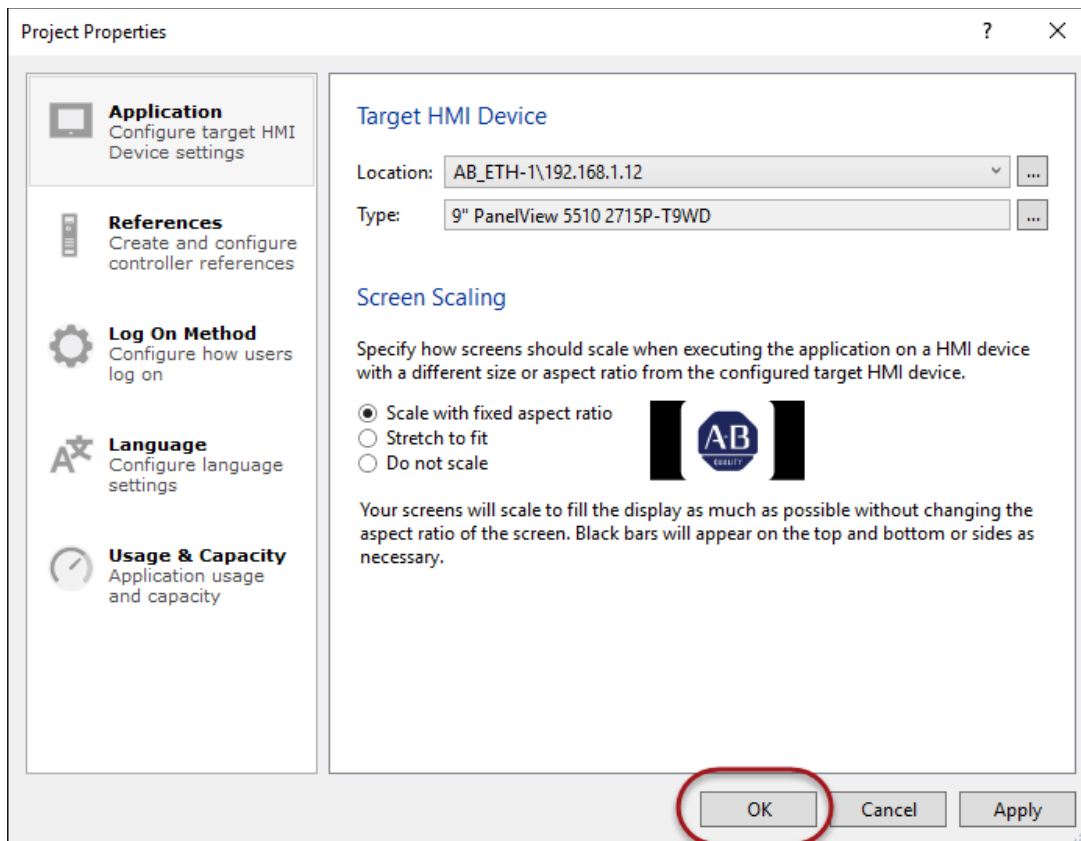 Project Properties
?
Application
Configure target HMI
Device settings
References
Create and configure
controller references
Log On Method
Configure how users
log on
Language
Configure language
settings
Usage & Capacity
Application usage
and capacity
Target HMI Device
Location: AB_ETH-1\192.168.1.12 ...
Type: 9" PanelView 5510 2715P-T9WD ...
Screen Scaling
Specify how screens should scale when executing the application on a HMI device
with a different size or aspect ratio from the configured target HMI device.
Scale with fixed aspect ratio
Stretch to fit
Do not scale
A·B
QUALITY
Your screens will scale to fill the display as much as possible without changing the
aspect ratio of the screen. Black bars will appear on the top and bottom or sides as
necessary.
OK Cancel Apply